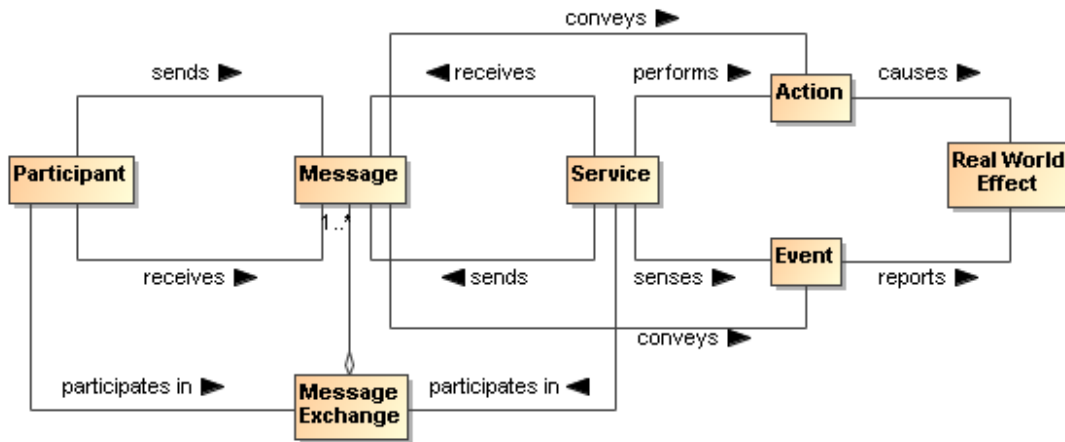 conveys
sends
receives
performs
causes
Action
Participant
Message
Service
Real World
Effect
1..*
Event
receives
sends
senses
reports
conveys
participates in
Message
Exchange
participates in